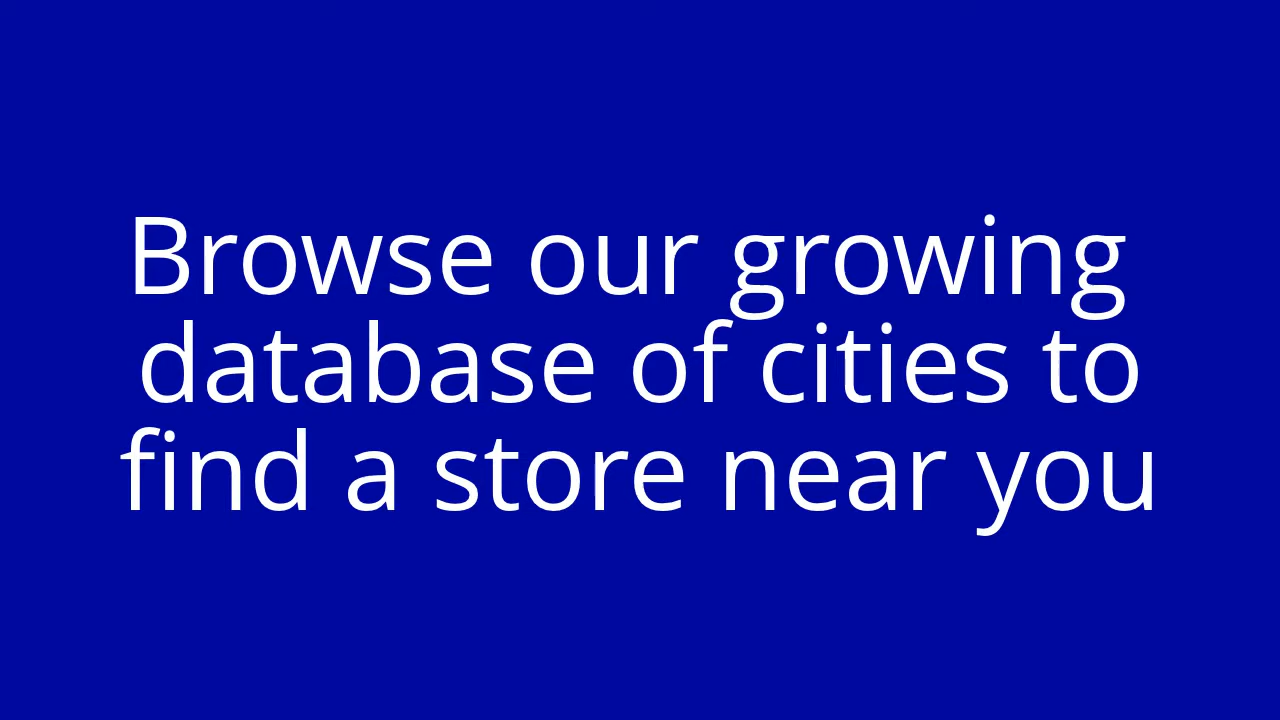 Browse our growing
database of cities to
find a store near you